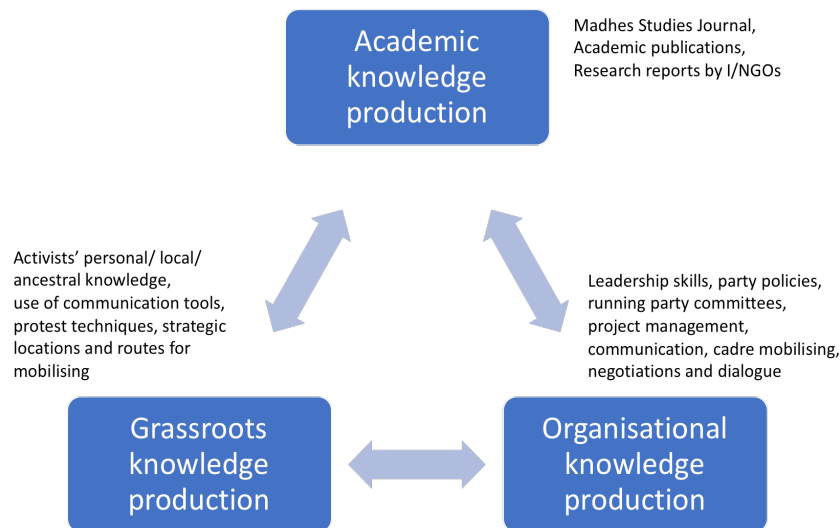 Academic
knowledge
production
Madhes Studies Journal,
Academic publications,
Research reports by I/NGOs
Activists' personal/ local/
ancestral knowledge,
use of communication tools,
protest techniques, strategic
locations and routes for
mobilising
Leadership skills, party policies,
running party committees,
project management,
communication, cadre mobilising,
negotiations and dialogue
Grassroots
knowledge
production
Organisational
knowledge
production